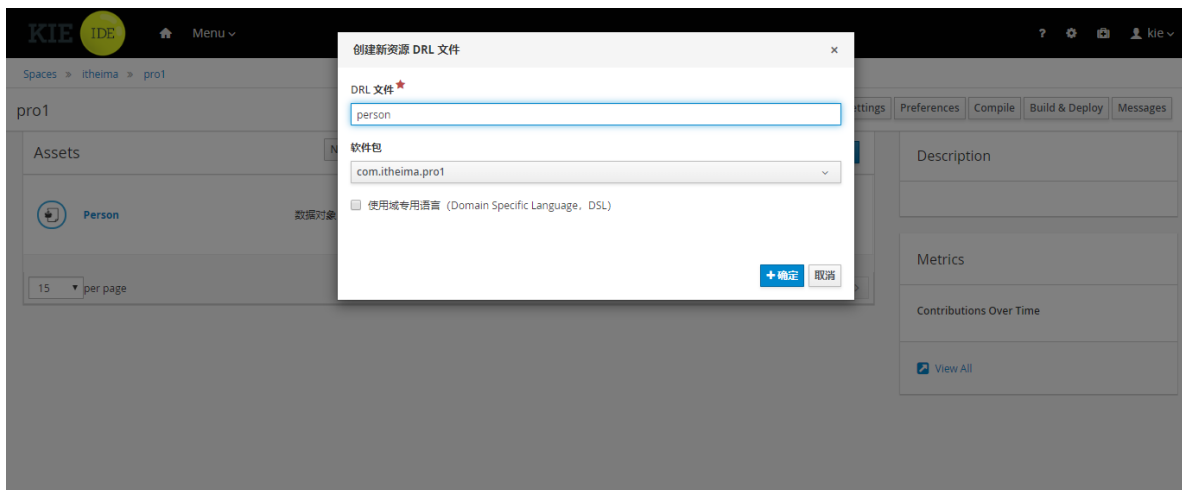 KIE IDE Menu ? kie
创建新资源 DRL 文件 ×
Spaces » itheima » pro1
DRL 文件
pro1
person
ttings Preferences Compile Build & Deploy Messages
Assets
N
软件包
com.itheima.pro1
Description
Person 数据对象
使用域专用语言（Domain Specific Language，DSL）
Metrics
确定 取消
15 per page
Contributions Over Time
View All